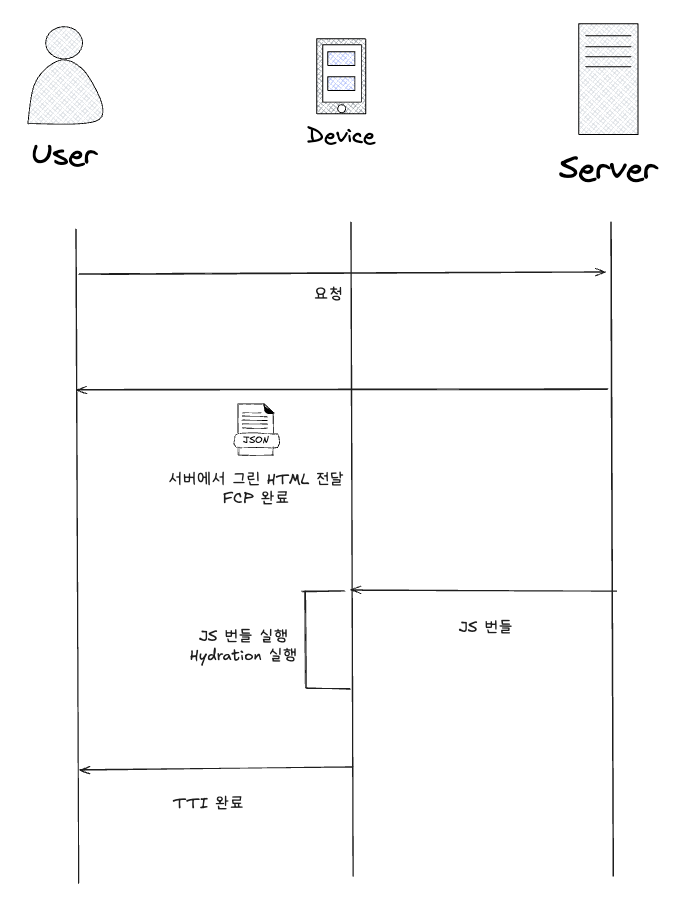 User
Device
Server
요청
JSON
서버에서 그린 HTML 전달
FCP 완료
JS 번들
JS 번들 실행
Hydration 실행
TTI 완료